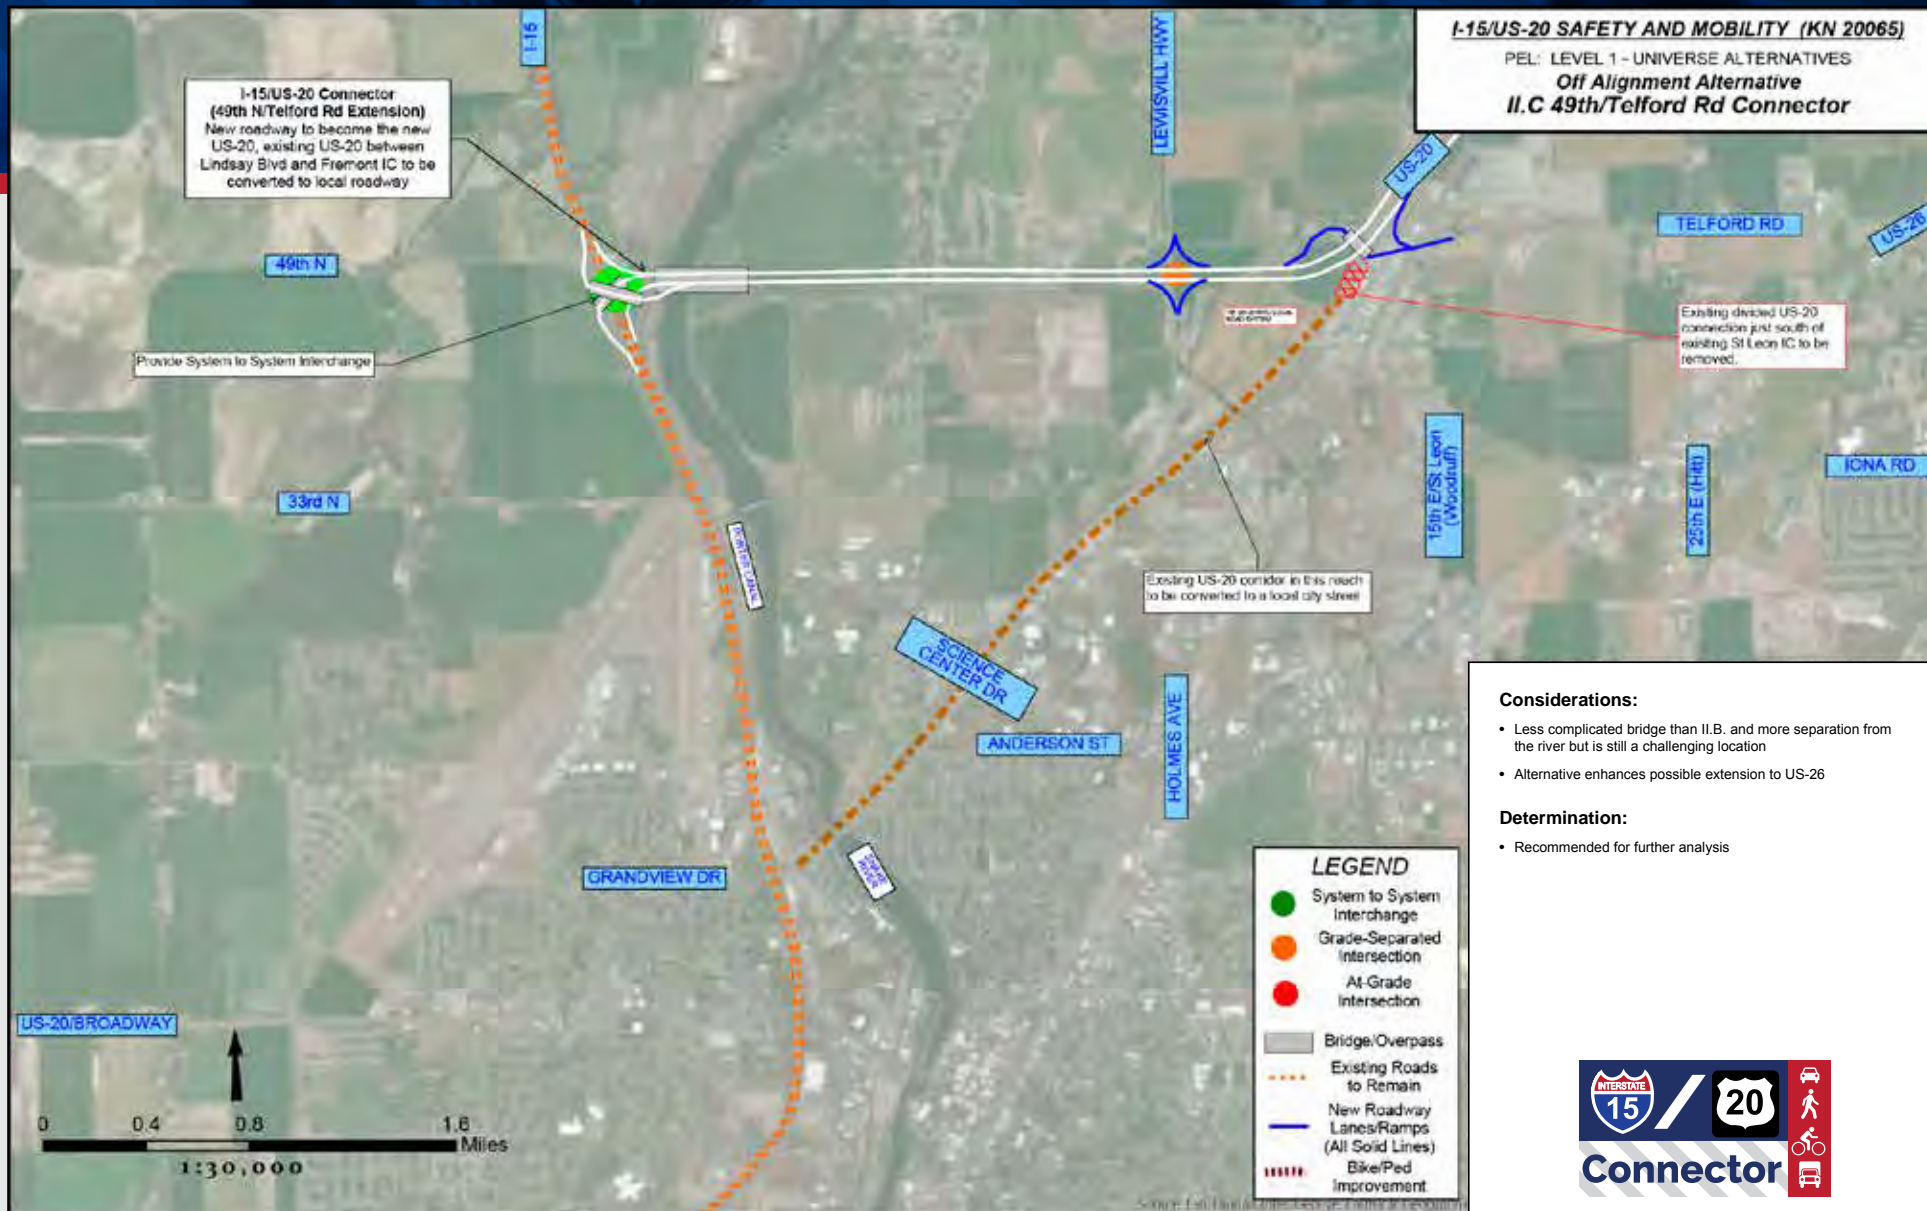 I-15/US-20 SAFETY AND MOBILITY (KN 20065)
PEL: LEVEL 1 - UNIVERSE ALTERNATIVES
Off Alignment Alternative
II.C 49th/Telford Rd Connector
I-15
LEWISVILL HWY
I-15/US-20 Connector
(49th N/Telford Rd Extension)
New roadway to become the new
US-20, existing US-20 between
Lindsay Blvd and Fremont IC to be
converted to local roadway
US-20
TELFORD RD
US-26
49th N
Provide System to System Interchange
Existing divided US-20
connection just south of
existing St Leon IC to be
removed.
33rd N
15th E/St Leon
(Woodruff)
25th E (Hitt)
IONA RD
Existing US-20 corridor in this reach
to be converted to a local city street
SCIENCE
CENTER DR
ANDERSON ST
HOLMES AVE
GRANDVIEW DR
SNAKE
RIVER
US-20/BROADWAY
0 0.4 0.8 1.6
Miles
1:30,000
LEGEND
System to System
Interchange
Grade-Separated
Intersection
At-Grade
Intersection
Bridge/Overpass
Existing Roads
to Remain
New Roadway
Lanes/Ramps
(All Solid Lines)
Bike/Ped
Improvement
Considerations:
• Less complicated bridge than II.B. and more separation from
the river but is still a challenging location
• Alternative enhances possible extension to US-26
Determination:
• Recommended for further analysis
INTERSTATE
15
20
Connector